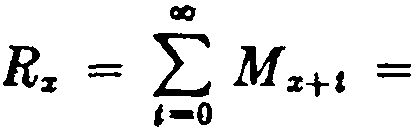 R_x = \sum_{t=0}^{\infty} M_{x+t} =